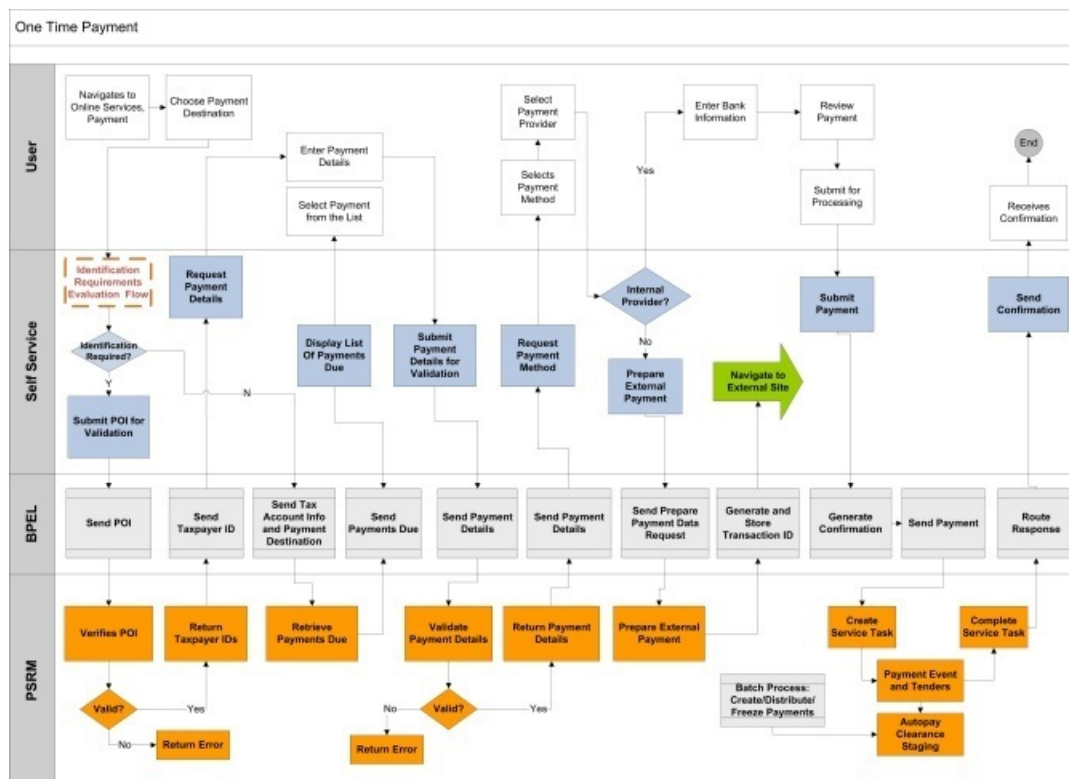 One Time Payment
User
Navigates to
Online Services,
Payment
Choose Payment
Destination
Enter Payment
Details
Select Payment
from the List
Select
Payment
Provider
Selects
Payment
Method
Yes
Enter Bank
Information
Review
Payment
Submit for
Processing
End
Receives
Confirmation
Self Service
Identification
Requirements
Evaluation Flow
Identification
Required?
Y
N
Submit POI for
Validation
Request
Payment
Details
Display List
Of Payments
Due
Submit
Payment
Details for
Validation
Request
Payment
Method
Internal
Provider?
No
Prepare
External
Payment
Navigate to
External Site
Submit
Payment
Send
Confirmation
BPEL
Send POI
Send
Taxpayer ID
Send Tax
Account Info
and Payment
Destination
Send
Payments Due
Send Payment
Details
Send Payment
Details
Send Prepare
Payment Data
Request
Generate and
Store
Transaction ID
Generate
Confirmation
Send Payment
Route
Response
PSRM
Verifies POI
Return
Taxpayer IDs
Retrieve
Payments Due
Validate
Payment Details
Return Payment
Details
Prepare External
Payment
Create
Service Task
Complete
Service Task
Payment Event
and Tenders
Batch Process:
Create/Distribute/
Freeze Payments
Autopay
Clearance
Staging
Valid?
Yes
No
Return Error
Valid?
No
Yes
Return Error